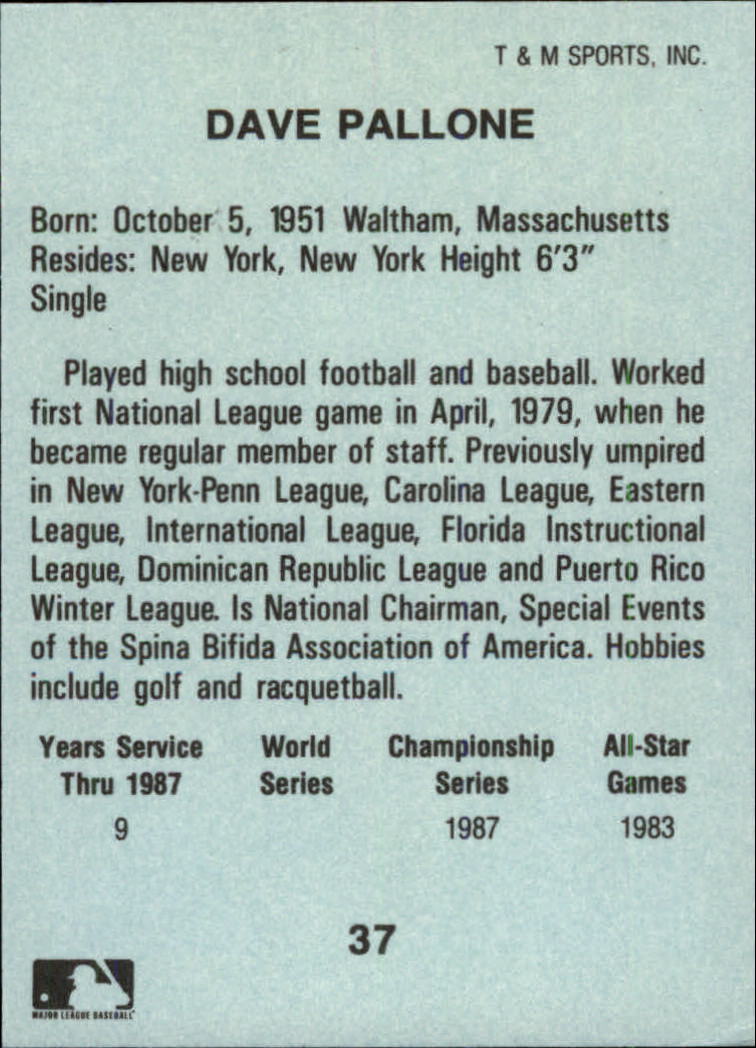 T & M SPORTS, INC.
DAVE PALLONE
Born: October 5, 1951 Waltham, Massachusetts
Resides: New York, New York Height 6'3"
Single
Played high school football and baseball. Worked
first National League game in April, 1979, when he
became regular member of staff. Previously umpired
in New York-Penn League, Carolina League, Eastern
League, International League, Florida Instructional
League, Dominican Republic League and Puerto Rico
Winter League. Is National Chairman, Special Events
of the Spina Bifida Association of America. Hobbies
include golf and racquetball.
Years Service World Championship All-Star
Thru 1987 Series Series Games
9 1987 1983
37
MAJOR LEAGUE BASEBALL